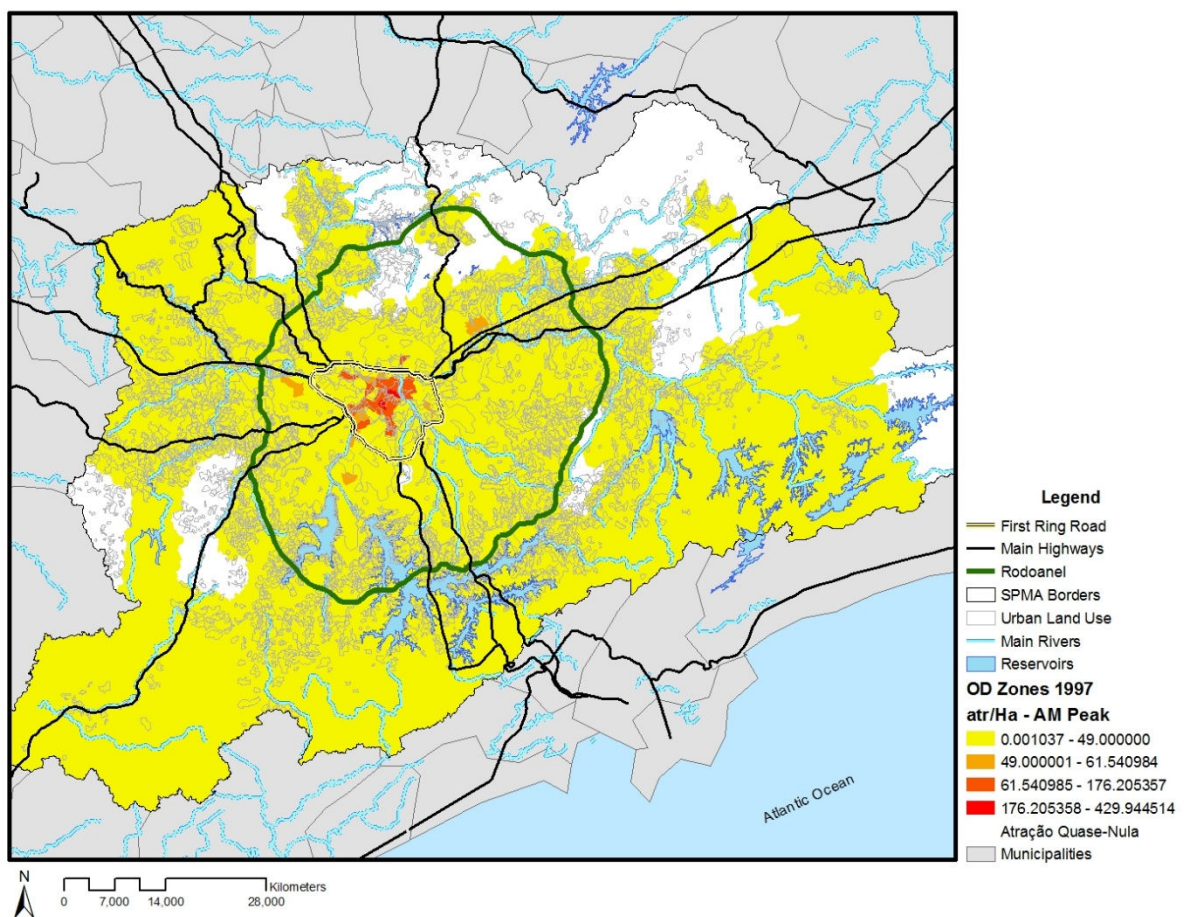 Atlantic Ocean
Legend
First Ring Road
Main Highways
Rodoanel
SPMA Borders
Urban Land Use
Main Rivers
Reservoirs
OD Zones 1997
atr/Ha - AM Peak
0.001037 - 49.000000
49.000001 - 61.540984
61.540985 - 176.205357
176.205358 - 429.944514
Atração Quase-Nula
Municipalities
N
Kilometers
0 7,000 14,000 28,000